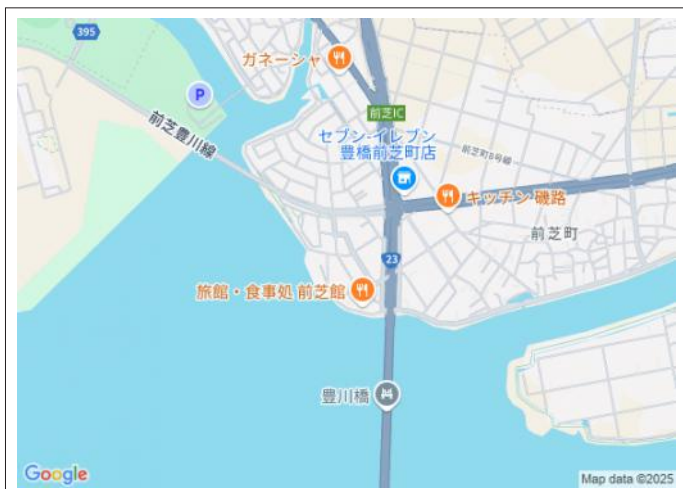 395
ガネーシャ
P
前芝豊川線
前芝IC
セブン-イレブン
豊橋前芝町店
前芝町8号線
キッチン 磯路
前芝町
23
旅館・食事処 前芝館
豊川橋
Google
Map data ©2025